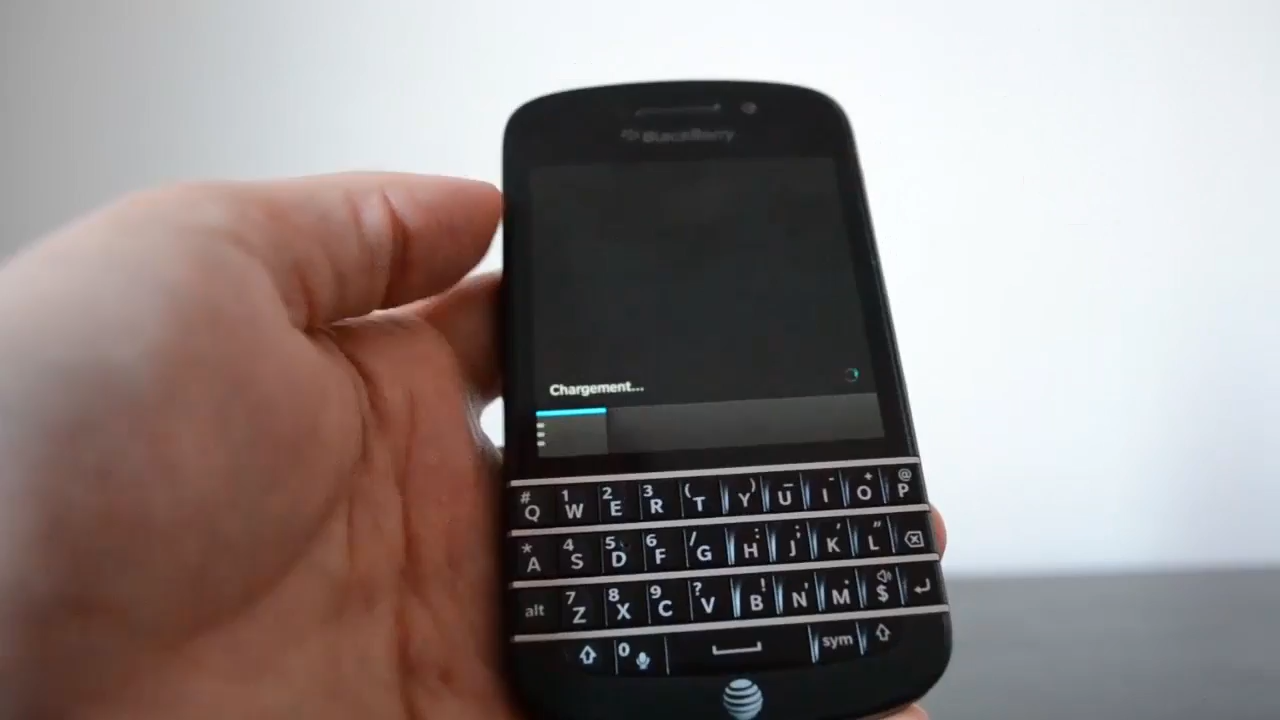 BlackBerry
Chargement...
# 1 2 3 ( ) _ - + @
Q W E R T Y U I O P
* 4 5 6 / : ; ' "
A S D F G H J K L
7 8 9 ? ! , .
alt Z X C V B N M $
0 sym